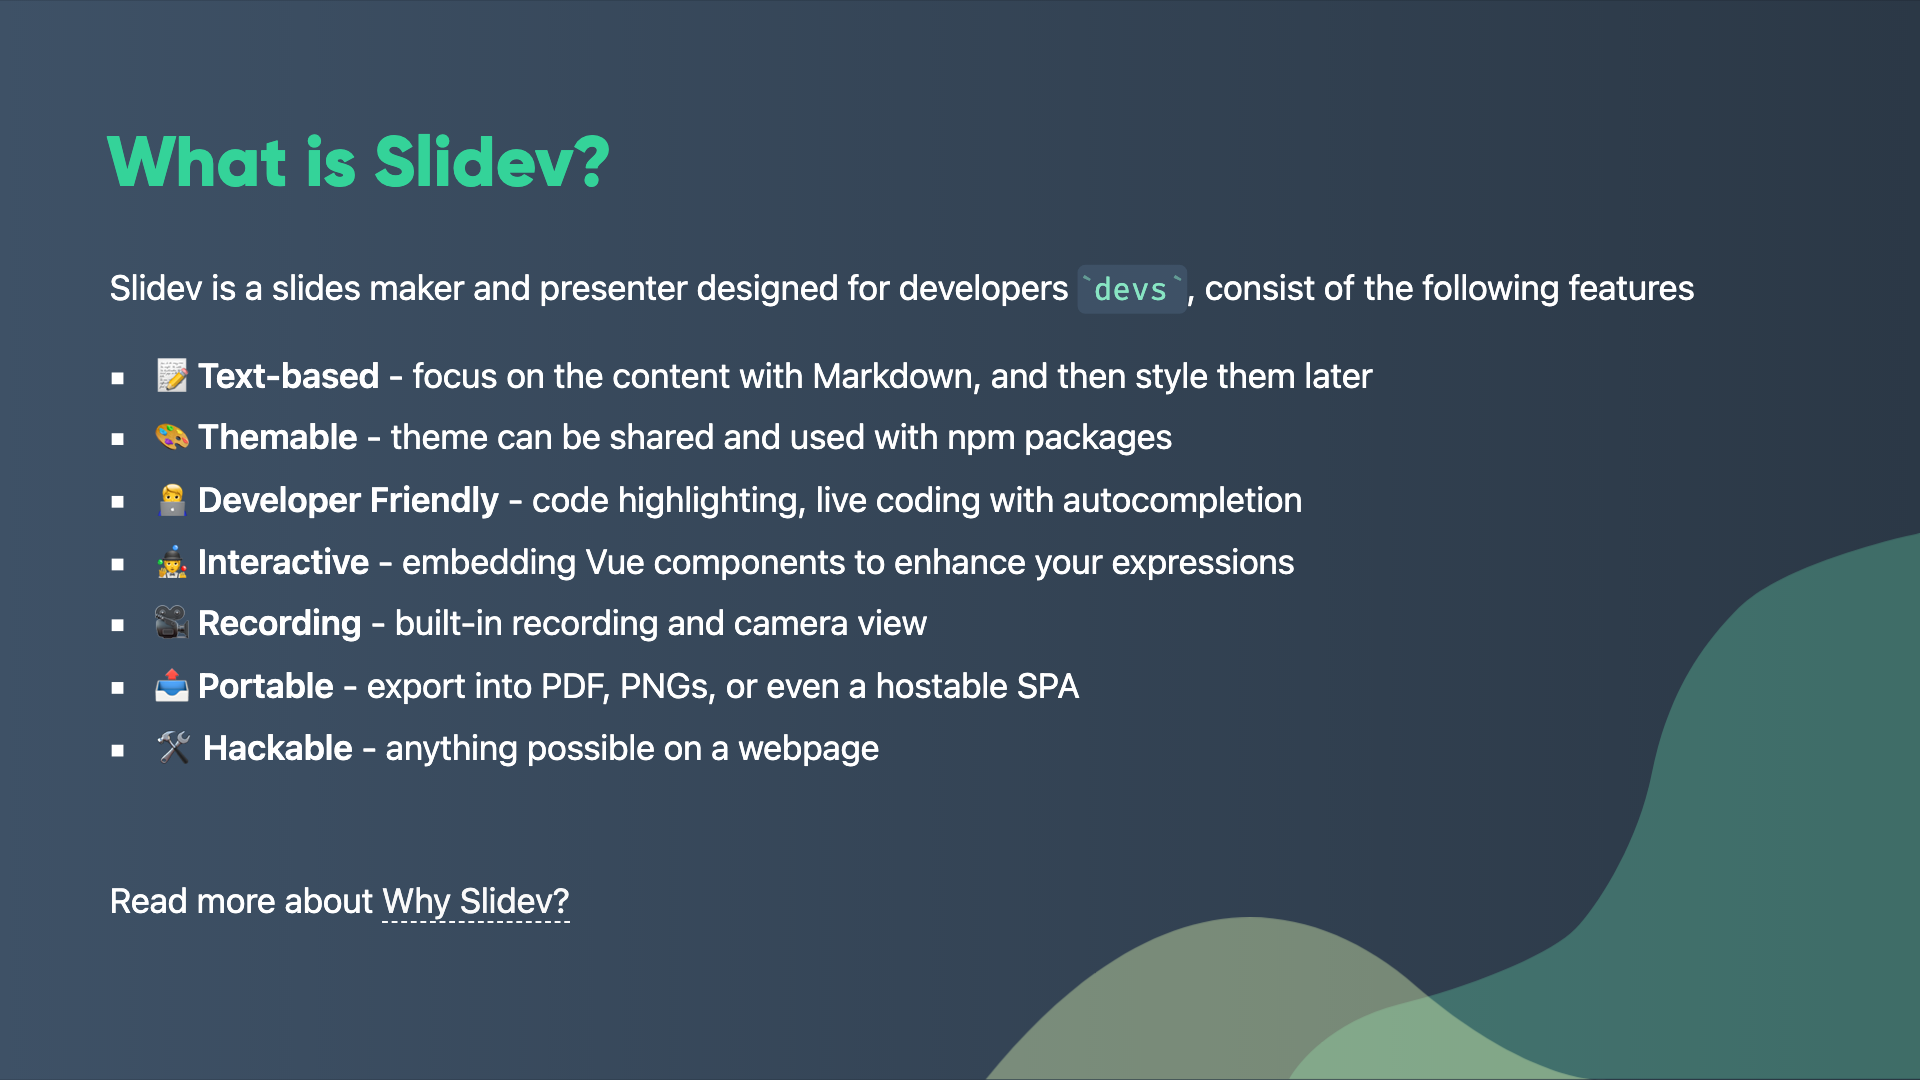 What is Slidev?
Slidev is a slides maker and presenter designed for developers `devs`, consist of the following features
▪ 📝 Text-based - focus on the content with Markdown, and then style them later
▪ 🎨 Themable - theme can be shared and used with npm packages
▪ 🧑‍💻 Developer Friendly - code highlighting, live coding with autocompletion
▪ 🤹 Interactive - embedding Vue components to enhance your expressions
▪ 🎥 Recording - built-in recording and camera view
▪ 📤 Portable - export into PDF, PNGs, or even a hostable SPA
▪ 🛠 Hackable - anything possible on a webpage
Read more about Why Slidev?